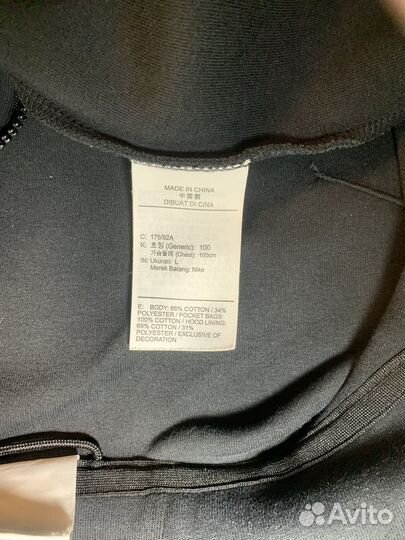 MADE IN CHINA
中国製
DIBUAT DI CINA
C: 175/92A
K: 호칭 (Generic): 100
가슴둘레 (Chest): 100cm
IN: Ukuran: L
Merek Barang: Nike
E: BODY: 66% COTTON / 34%
POLYESTER / POCKET BAGS:
100% COTTON / HOOD LINING:
69% COTTON / 31%
POLYESTER / EXCLUSIVE OF
DECORATION
Avito